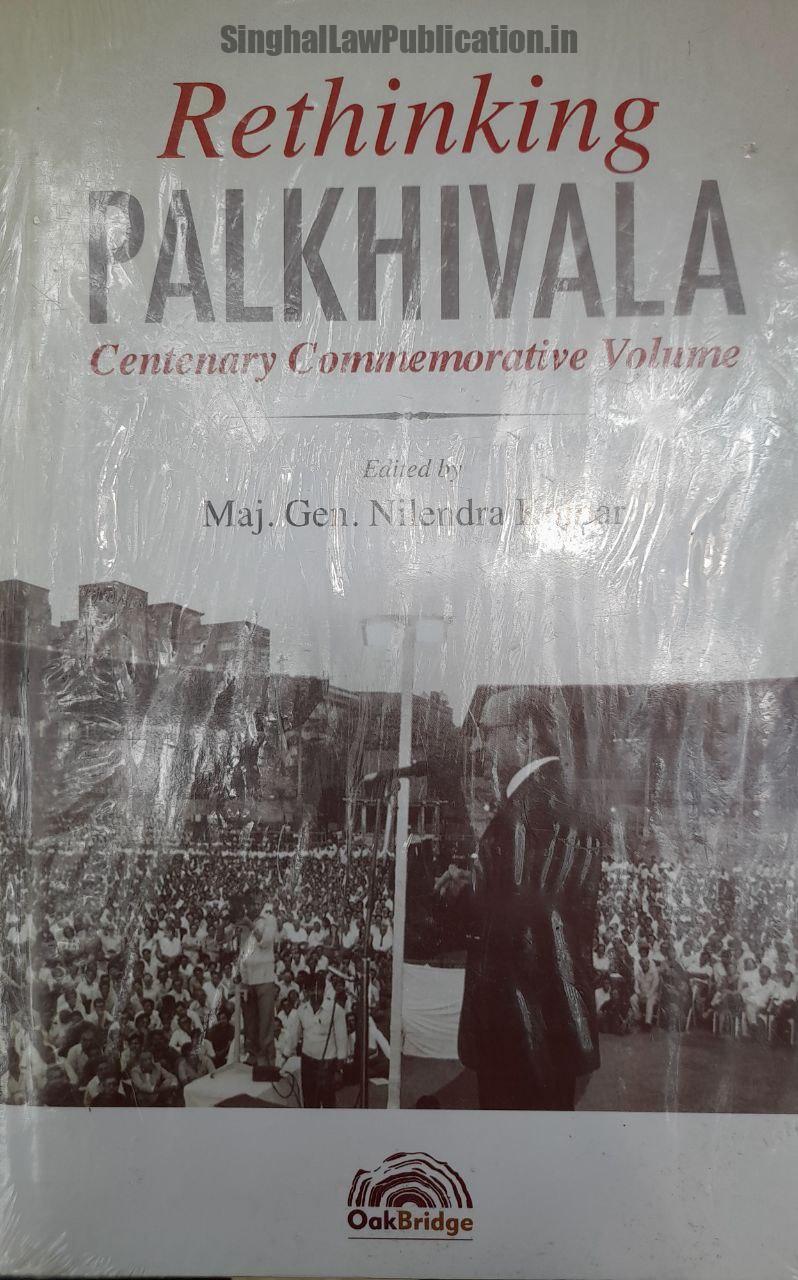 SinghalLawPublication.in
Rethinking
PALKHIVALA
Centenary Commemorative Volume
Edited by
Maj. Gen. Nilendra
OakBridge